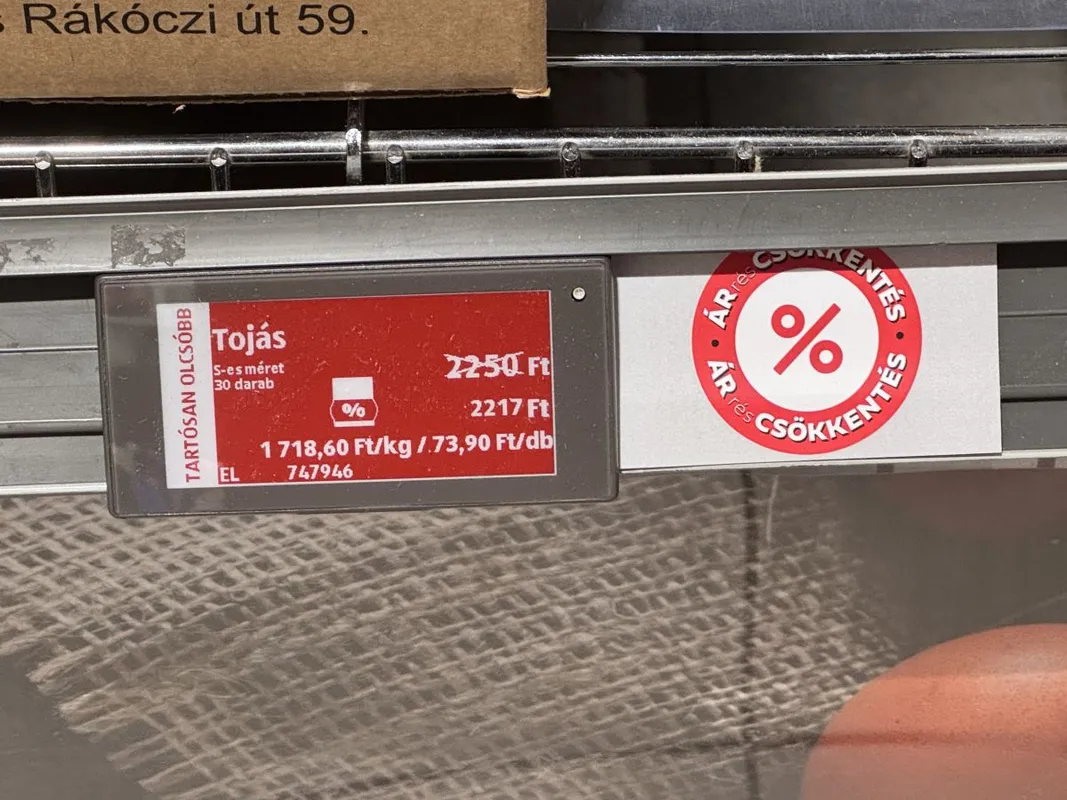 Rákóczi út 59.
TARTÓSAN OLCSÓBB
Tojás
S-es méret
30 darab
2250 Ft
%
2217 Ft
1 718,60 Ft/kg / 73,90 Ft/db
EL 747946
ÁR rés CSÖKKENTÉS
%
ÁR rés CSÖKKENTÉS